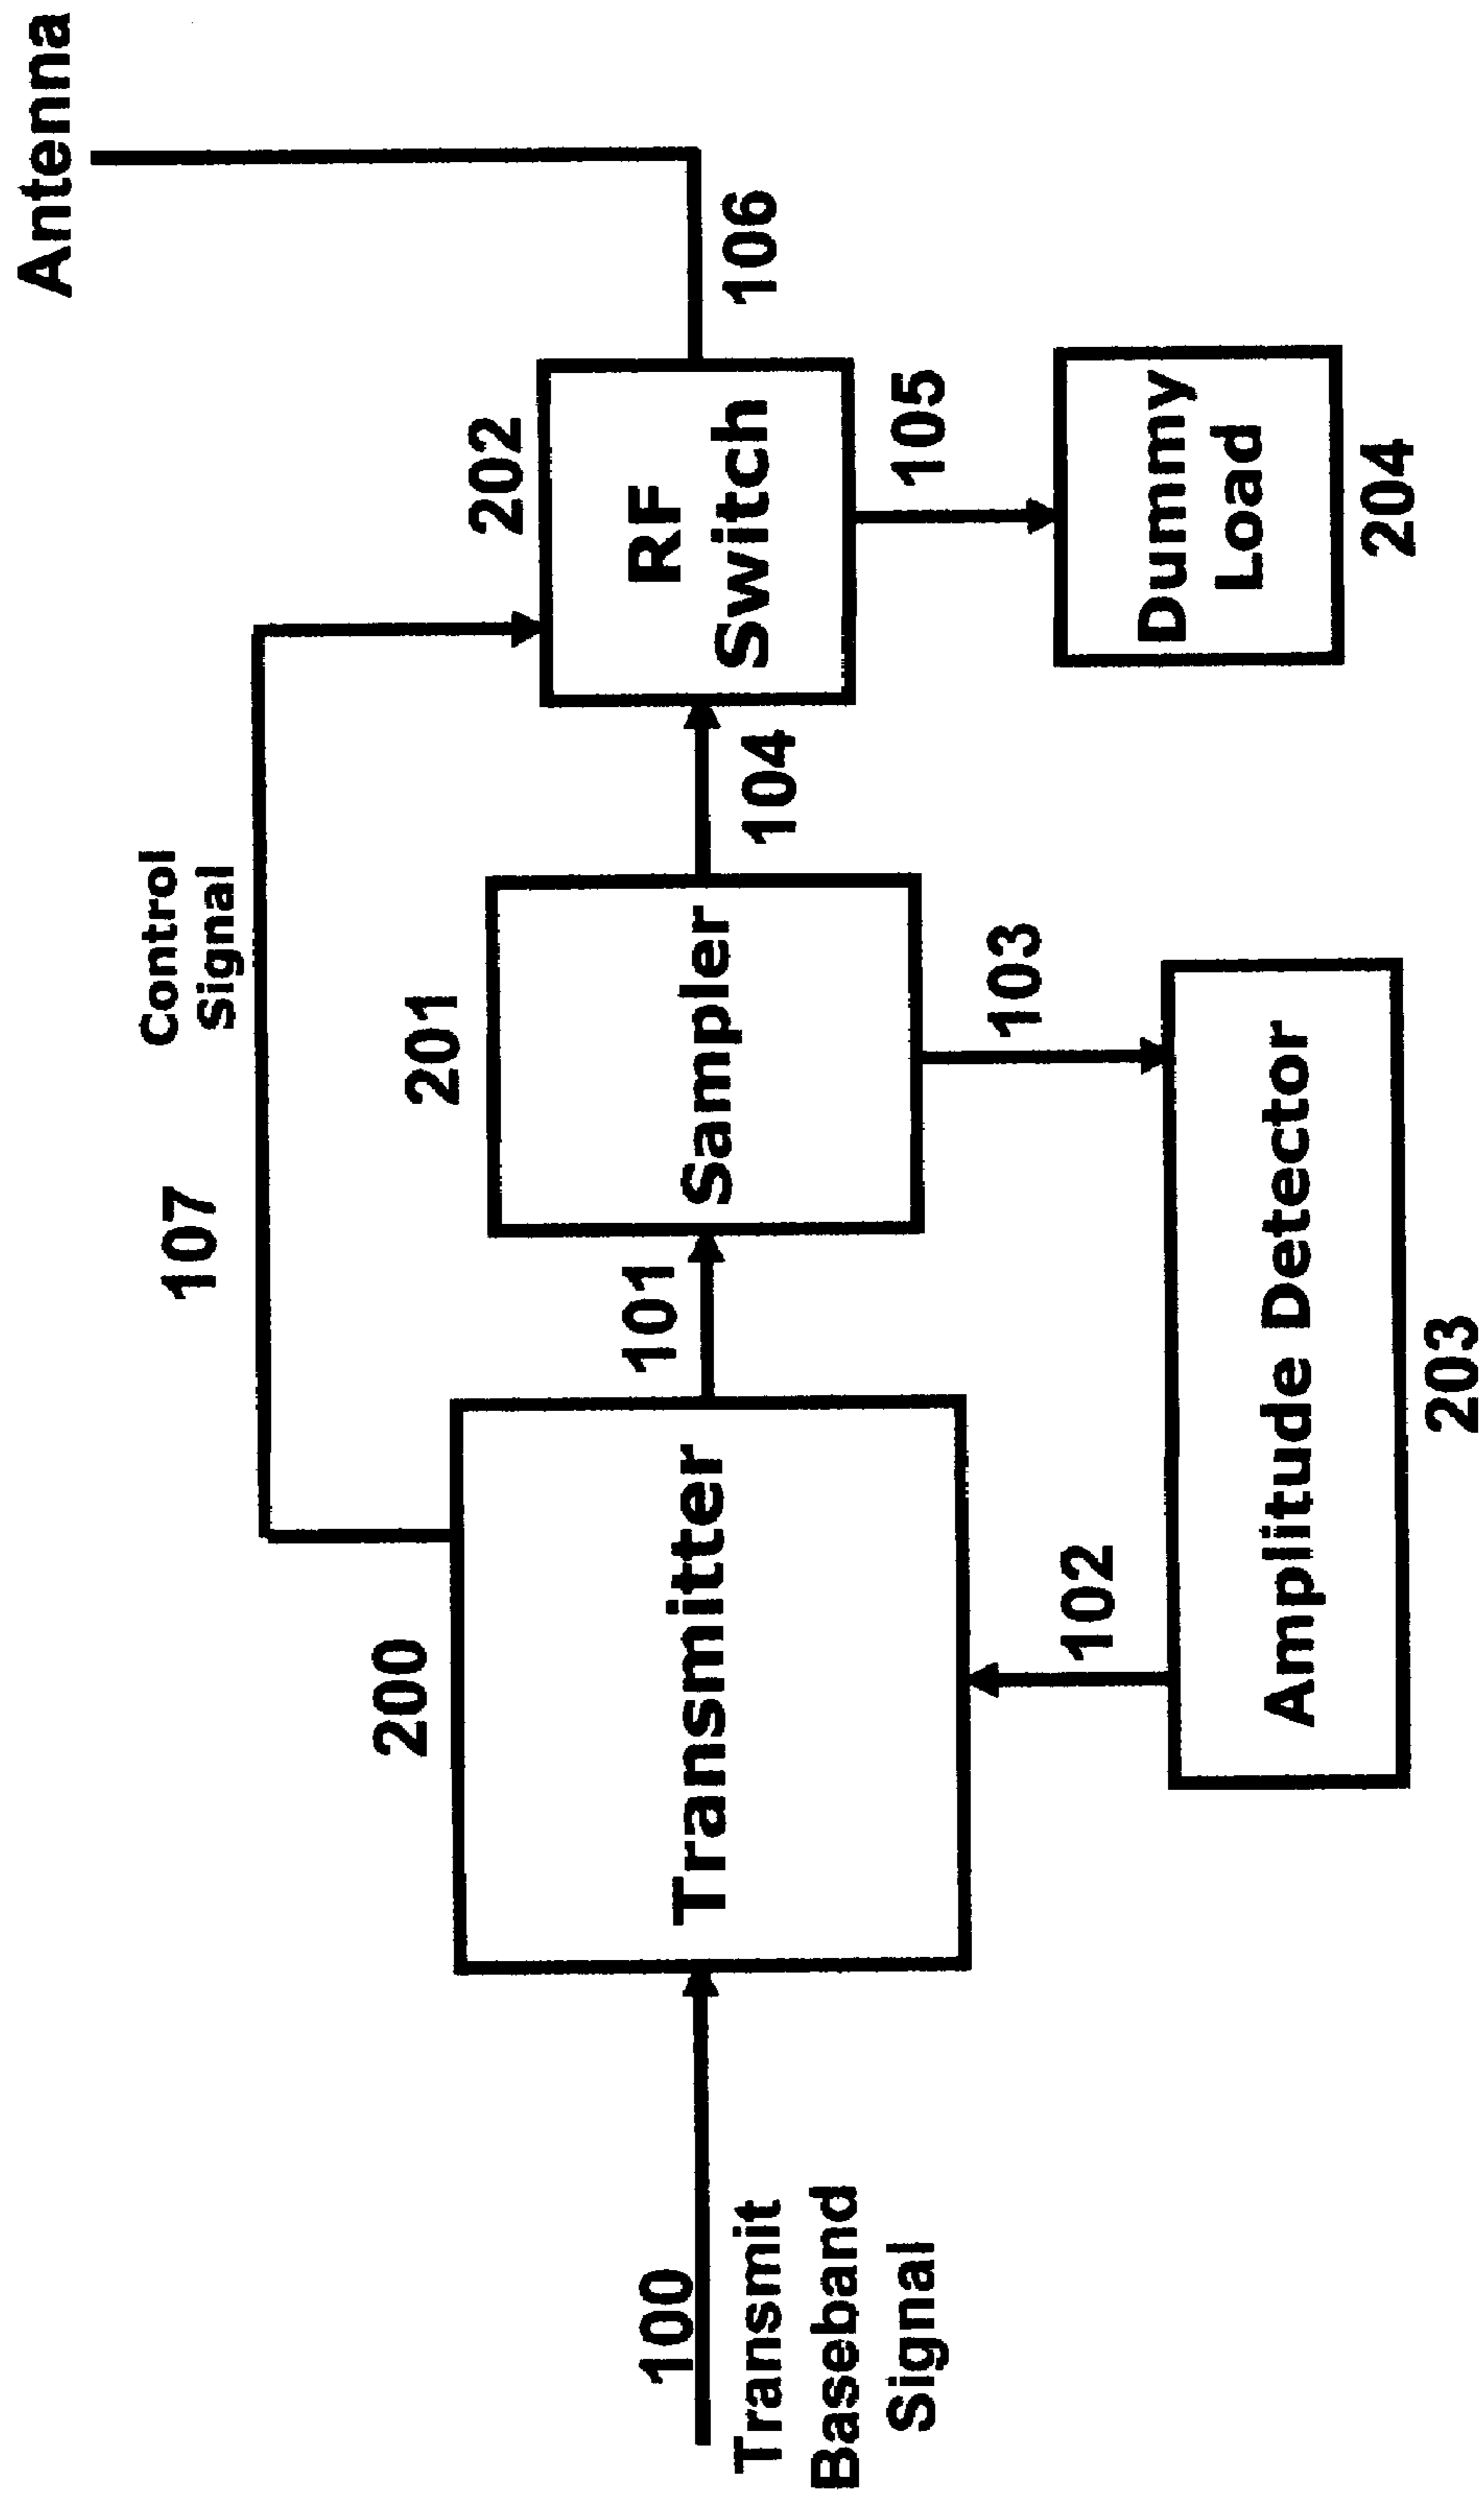 Antenna
107
Control
signal
200
201
202
100
Transmit
Baseband
Signal
Transmitter
101
Sampler
104
RF
Switch
106
102
103
105
Amplitude Detector
203
Dummy
Load
204